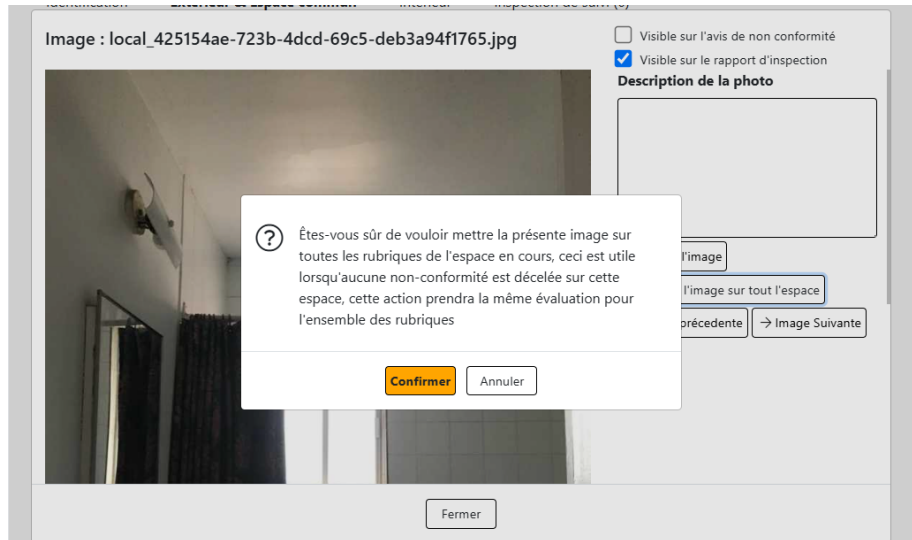 Image : local_425154ae-723b-4dcd-69c5-deb3a94f1765.jpg
Visible sur l'avis de non conformité
Visible sur le rapport d'inspection
Description de la photo
Êtes-vous sûr de vouloir mettre la présente image sur
toutes les rubriques de l'espace en cours, ceci est utile
lorsqu'aucune non-conformité est décelée sur cette
espace, cette action prendra la même évaluation pour
l'ensemble des rubriques
l'image
l'image sur tout l'espace
précedente
→ Image Suivante
Confirmer
Annuler
Fermer